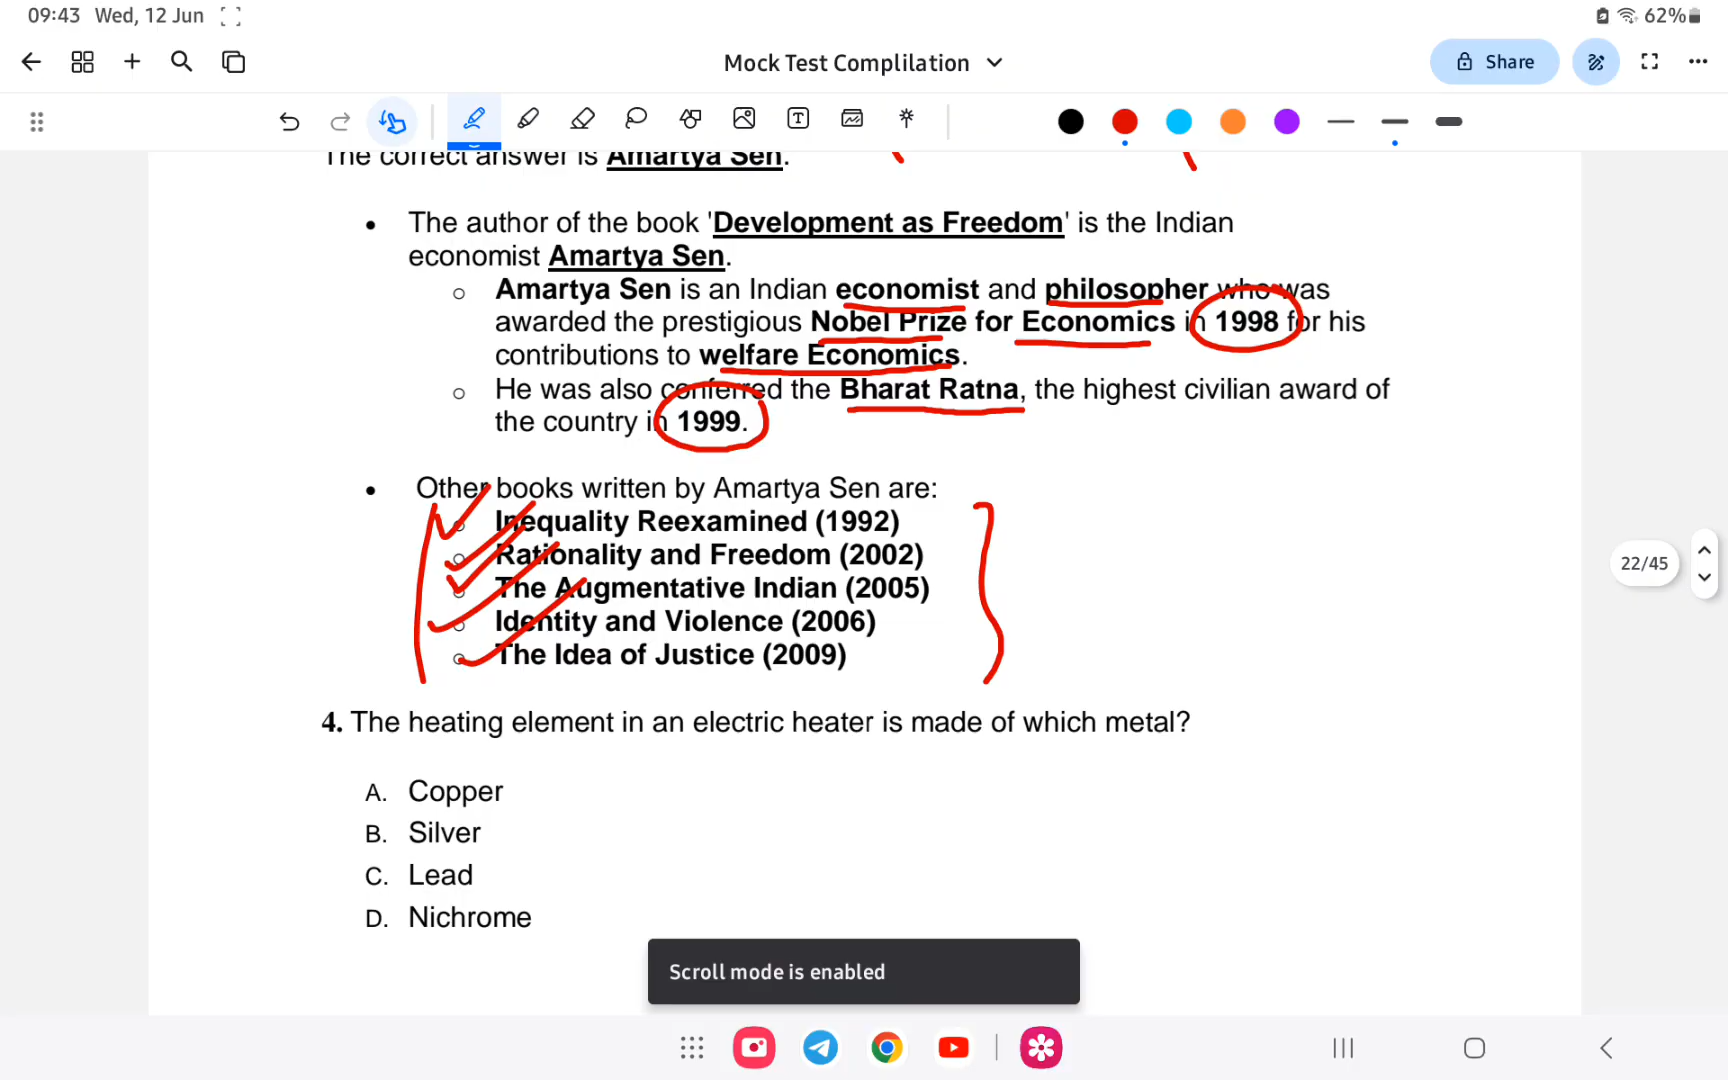 09:43 Wed, 12 Jun
62%
Mock Test Complilation
Share
The correct answer is Amartya Sen.
• The author of the book 'Development as Freedom' is the Indian
economist Amartya Sen.
o Amartya Sen is an Indian economist and philosopher who was
awarded the prestigious Nobel Prize for Economics in 1998 for his
contributions to welfare Economics.
o He was also conferred the Bharat Ratna, the highest civilian award of
the country in 1999.
• Other books written by Amartya Sen are:
o Inequality Reexamined (1992)
o Rationality and Freedom (2002)
o The Augmentative Indian (2005)
o Identity and Violence (2006)
o The Idea of Justice (2009)
22/45
4. The heating element in an electric heater is made of which metal?
A. Copper
B. Silver
C. Lead
D. Nichrome
Scroll mode is enabled